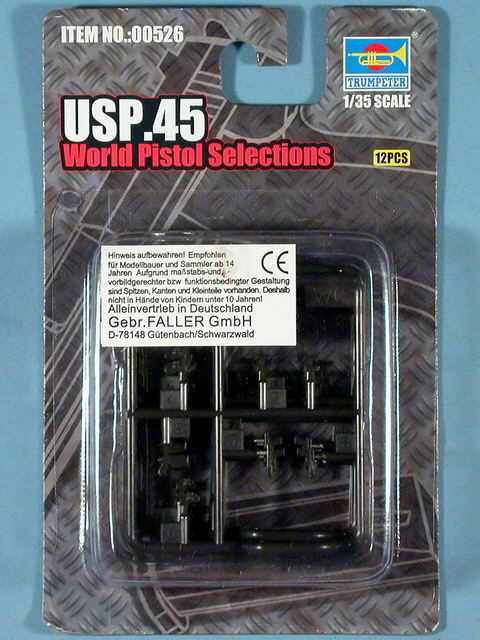 ITEM NO.:00526
®
TRUMPETER
1/35 SCALE
USP.45
World Pistol Selections
12PCS
Hinweis aufbewahren! Empfohlen
für Modellbauer und Sammler ab 14
Jahren Aufgrund maßstabs-und,
vorbildgerechter bzw funktionsbedingter Gestaltung
sind Spitzen, Kanten und Kleinteile vorhanden. Deshalb
nicht in Hände von Kindern unter 10 Jahren!
CE
Alleinvertrieb in Deutschland
Gebr.FALLER GmbH
D-78148 Gütenbach/Schwarzwald